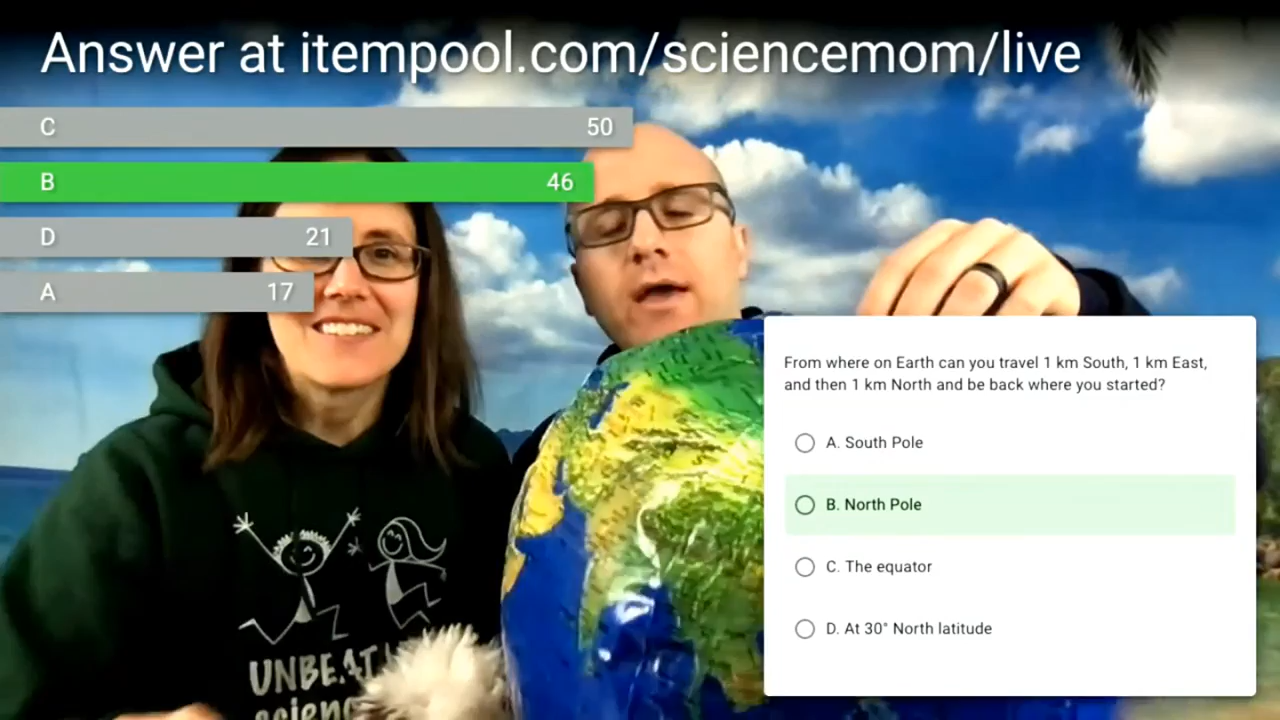 Answer at itempool.com/sciencemom/live
C 50
B 46
D 21
A 17
From where on Earth can you travel 1 km South, 1 km East,
and then 1 km North and be back where you started?
A. South Pole
B. North Pole
C. The equator
D. At 30° North latitude
UNBEAT
scienc